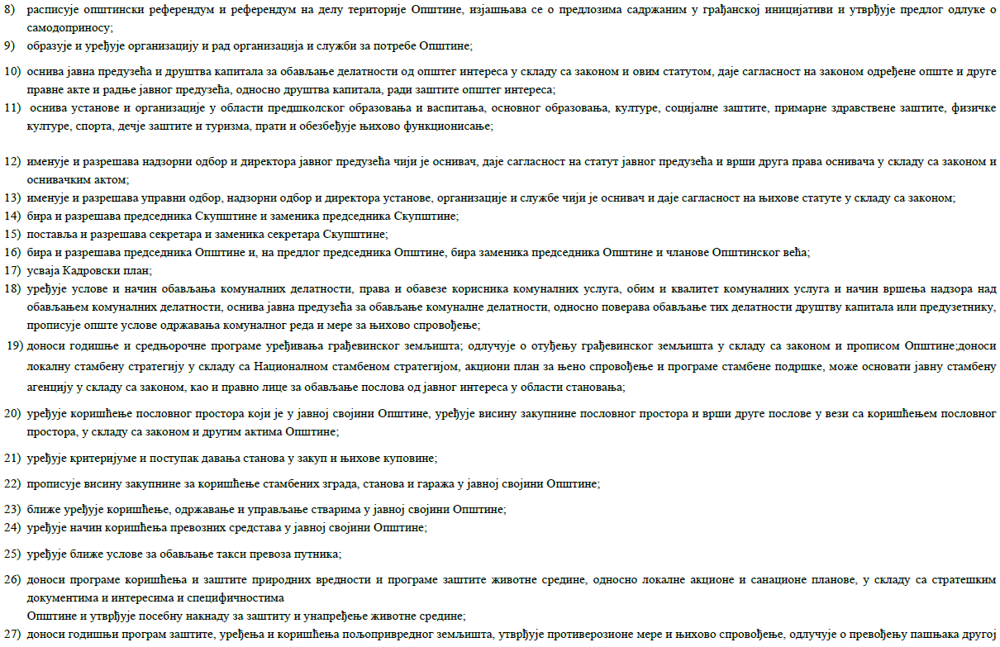 8) расписује општински референдум и референдум на делу територије Општине, изјашњава се о предлозима садржаним у грађанској иницијативи и утврђује предлог одлуке о
самодоприносу;
9) образује и уређује организацију и рад организација и служби за потребе Општине;
10) оснива јавна предузећа и друштва капитала за обављање делатности од општег интереса у складу са законом и овим статутом, даје сагласност на законом одређене опште и друге
правне акте и радње јавног предузећа, односно друштва капитала, ради заштите општег интереса;
11) оснива установе и организације у области предшколског образовања и васпитања, основног образовања, културе, социјалне заштите, примарне здравствене заштите, физичке
културе, спорта, дечје заштите и туризма, прати и обезбеђује њихово функционисање;
12) именује и разрешава надзорни одбор и директора јавног предузећа чији је оснивач, даје сагласност на статут јавног предузећа и врши друга права оснивача у складу са законом и
оснивачким актом;
13) именује и разрешава управни одбор, надзорни одбор и директора установе, организације и службе чији је оснивач и даје сагласност на њихове статуте у складу са законом;
14) бира и разрешава председника Скупштине и заменика председника Скупштине;
15) поставља и разрешава секретара и заменика секретара Скупштине;
16) бира и разрешава председника Општине и, на предлог председника Општине, бира заменика председника Општине и чланове Општинског већа;
17) усваја Кадровски план;
18) уређује услове и начин обављања комуналних делатности, права и обавезе корисника комуналних услуга, обим и квалитет комуналних услуга и начин вршења надзора над
обављањем комуналних делатности, оснива јавна предузећа за обављање комуналне делатности, односно поверава обављање тих делатности друштву капитала или предузетнику,
прописује опште услове одржавања комуналног реда и мере за њихово спровођење;
19) доноси годишње и средњорочне програме уређивања грађевинског земљишта; одлучује о отуђењу грађевинског земљишта у складу са законом и прописом Општине;доноси
локалну стамбену стратегију у складу са Националном стамбеном стратегијом, акциони план за њено спровођење и програме стамбене подршке, може основати јавну стамбену
агенцију у складу са законом, као и правно лице за обављање послова од јавног интереса у области становања;
20) уређује коришћење пословног простора који је у јавној својини Општине, уређује висину закупнине пословног простора и врши друге послове у вези са коришћењем пословног
простора, у складу са законом и другим актима Општине;
21) уређује критеријуме и поступак давања станова у закуп и њихове куповине;
22) прописује висину закупнине за коришћење стамбених зграда, станова и гаража у јавној својини Општине;
23) ближе уређује коришћење, одржавање и управљање стварима у јавној својини Општине;
24) уређује начин коришћења превозних средстава у јавној својини Општине;
25) уређује ближе услове за обављање такси превоза путника;
26) доноси програме коришћења и заштите природних вредности и програме заштите животне средине, односно локалне акционе и санационе планове, у складу са стратешким
документима и интересима и специфичностима
Општине и утврђује посебну накнаду за заштиту и унапређење животне средине;
27) доноси годишњи програм заштите, уређења и коришћења пољопривредног земљишта, утврђује противерозионе мере и њихово спровођење, одлучује о превођењу пашњака другој